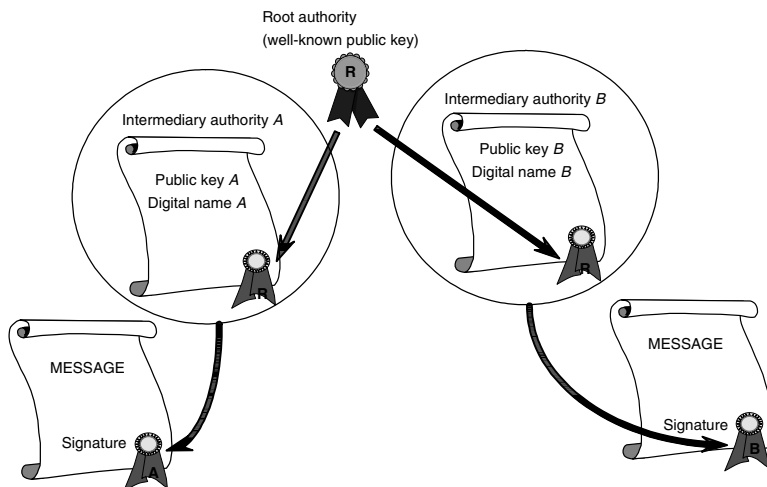 Root authority
(well-known public key)
R
Intermediary authority A
Public key A
Digital name A
R
Intermediary authority B
Public key B
Digital name B
R
MESSAGE
Signature
A
MESSAGE
Signature
B